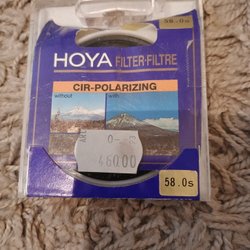 58.0s
HOYA FILTER·FILTRE
CIR-POLARIZING
without with
460.00
58.0s